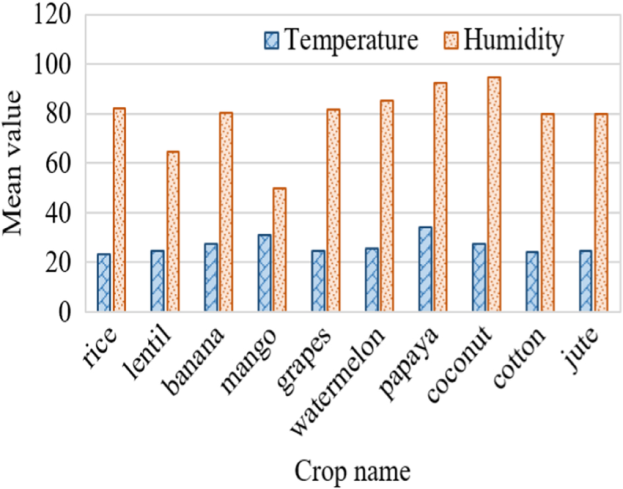 120
100
80
60
40
20
0
Mean value
Temperature Humidity
rice lentil banana mango grapes watermelon papaya coconut cotton jute
Crop name